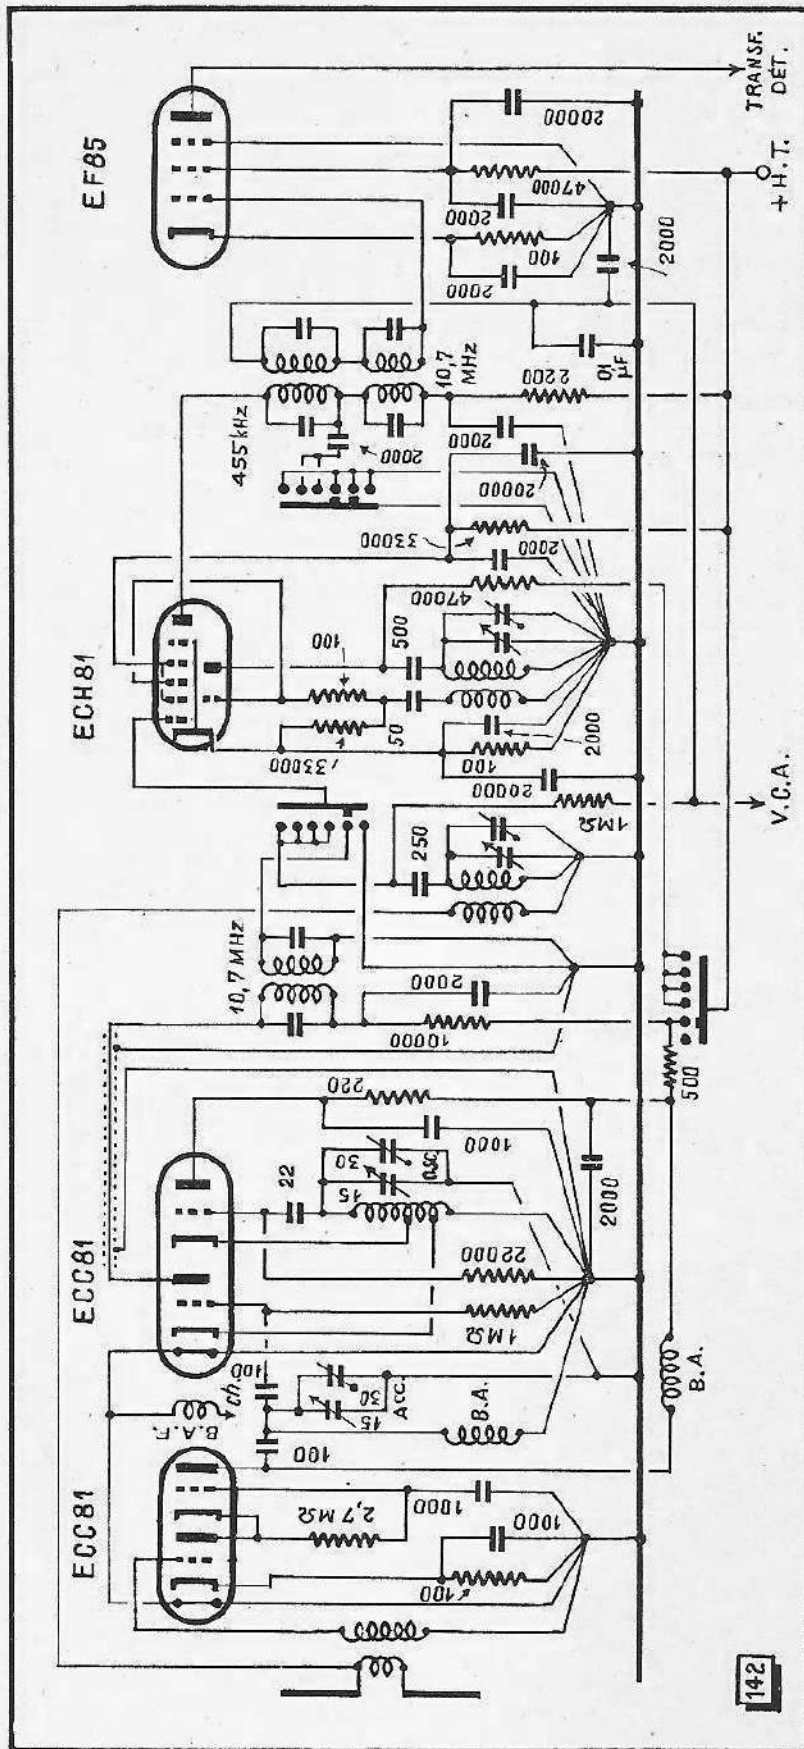 ECC81
ECC81
ECH81
EF85
B.A.F.
ch.
100
100
2,7 MΩ
1000
1000
100
15
30
Acc.
B.A.
B.A.
22
15
30
osc
220
1000
22000
1MΩ
2000
500
10,7 MHz
10000
2000
250
1MΩ
V.C.A.
33000
100
50
500
20000
100
2000
47000
2000
33000
20000
2000
2000
455 kHz
10,7
MHz
2200
0,1
µF
2000
100
2000
47000
20000
2000
TRANSF.
DÉT.
+ H.T.
142